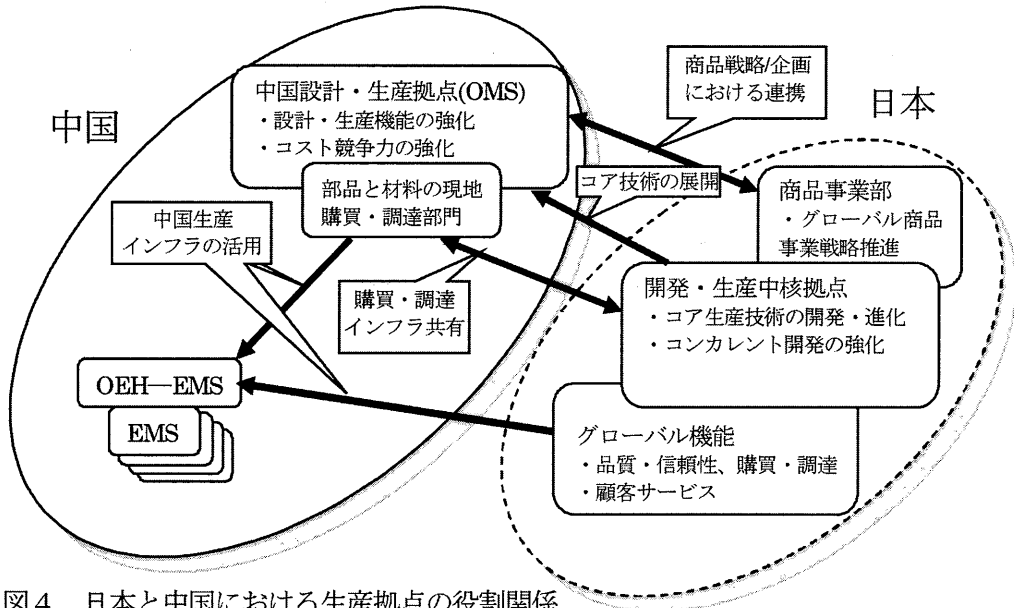 中国
中国設計・生産拠点(OMS)
・設計・生産機能の強化
・コスト競争力の強化
部品と材料の現地
購買・調達部門
中国生産
インフラの活用
購買・調達
インフラ共有
OEH—EMS
EMS
商品戦略/企画
における連携
コア技術の展開
日本
商品事業部
・グローバル商品
事業戦略推進
開発・生産中核拠点
・コア生産技術の開発・進化
・コンカレント開発の強化
グローバル機能
・品質・信頼性、購買・調達
・顧客サービス
図4 日本と中国における生産拠点の役割関係